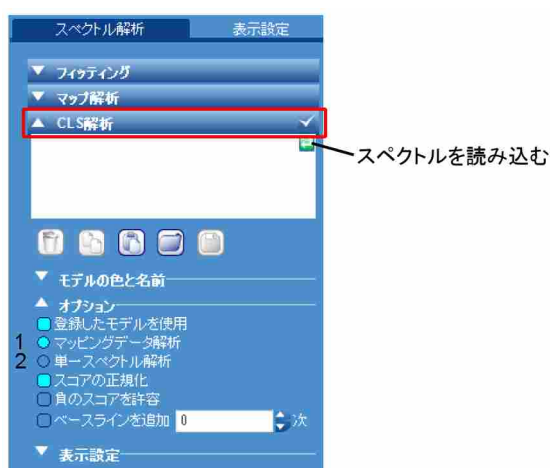 スペクトル解析 表示設定
フィッティング
マップ解析
CLS解析
スペクトルを読み込む
モデルの色と名前
オプション
登録したモデルを使用
1 マッピングデータ解析
2 単一スペクトル解析
スコアの正規化
負のスコアを許容
ベースラインを追加 0 次
表示設定